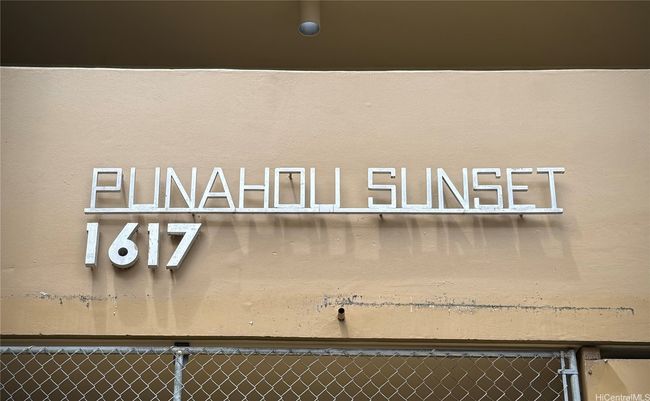 PUNAHOU SUNSET
1617
HiCentralMLS